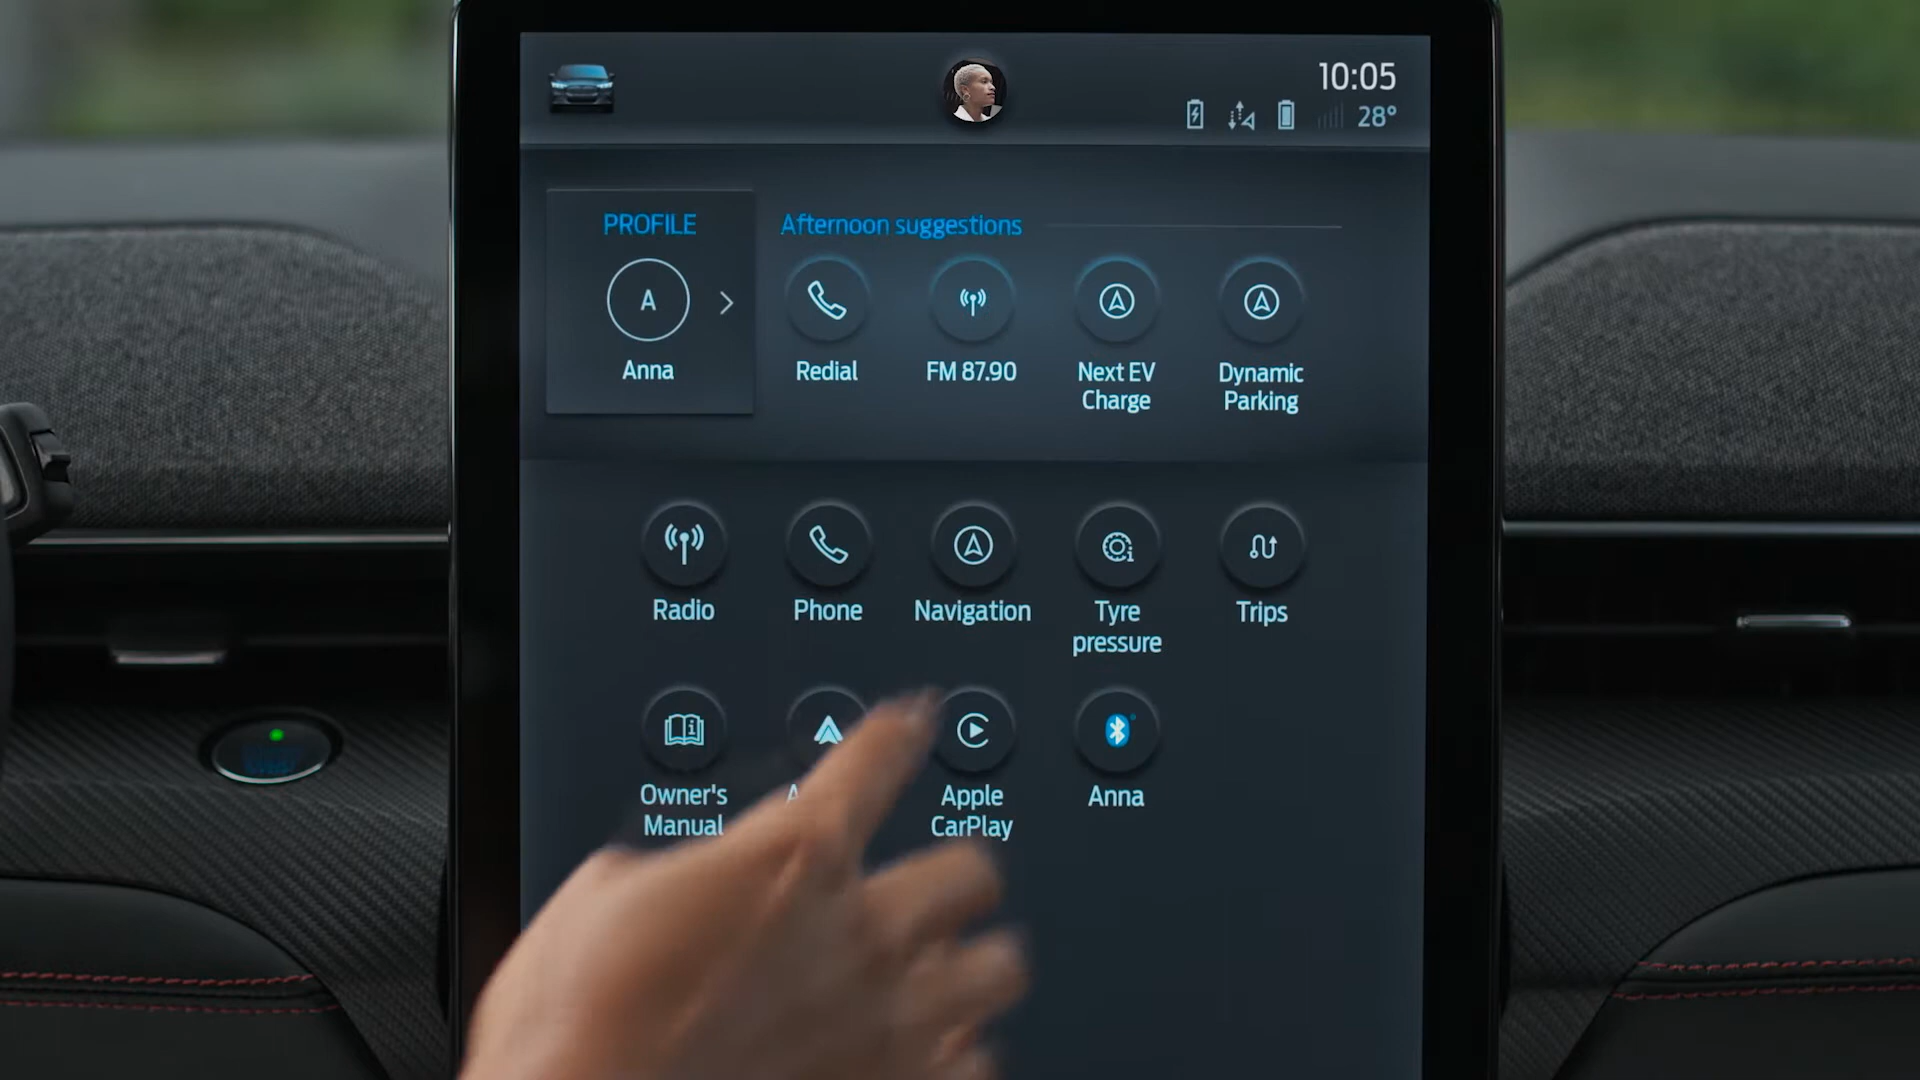 10:05
28°
PROFILE
Afternoon suggestions
A
Anna
Redial
FM 87.90
Next EV
Charge
Dynamic
Parking
Radio
Phone
Navigation
Tyre
pressure
Trips
Owner's
Manual
Apple
CarPlay
Anna